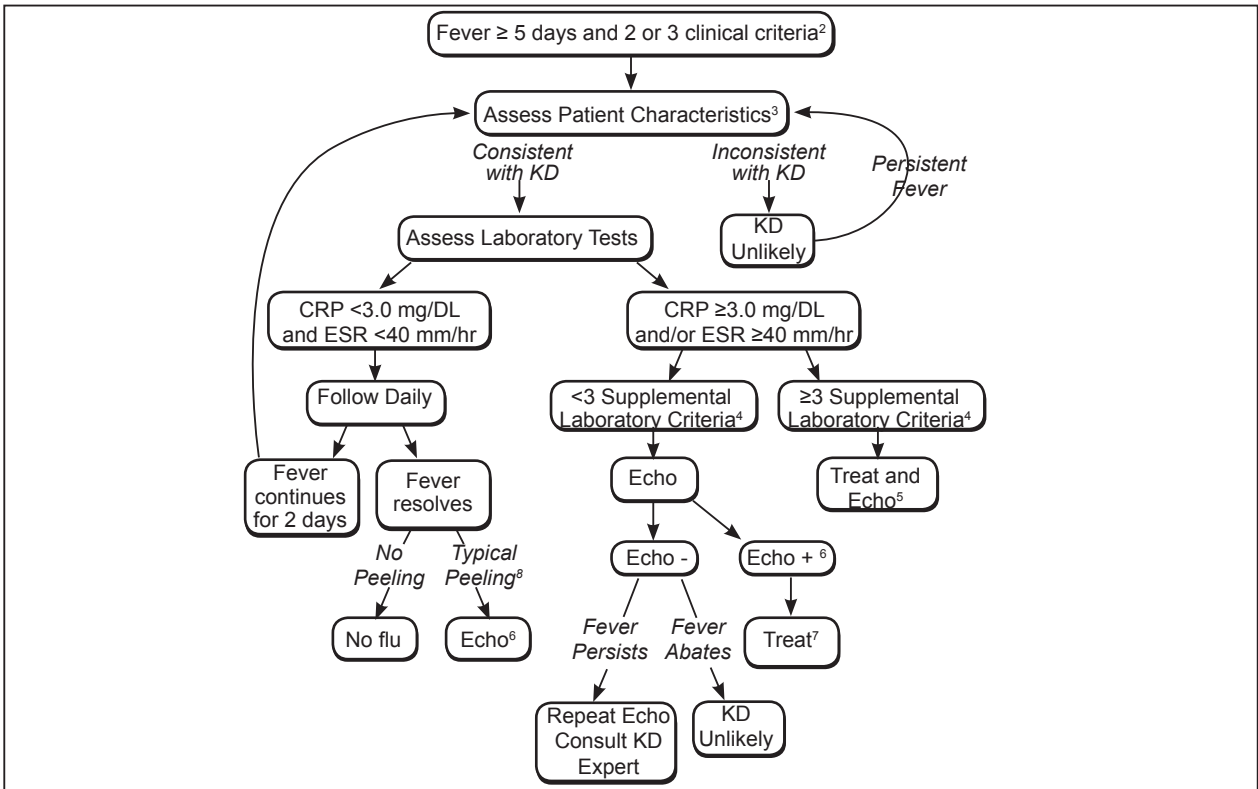 Fever ≥ 5 days and 2 or 3 clinical criteria²
Assess Patient Characteristics³
Consistent
with KD
Inconsistent
with KD
Persistent
Fever
KD
Unlikely
Assess Laboratory Tests
CRP <3.0 mg/DL
and ESR <40 mm/hr
CRP ≥3.0 mg/DL
and/or ESR ≥40 mm/hr
Follow Daily
<3 Supplemental
Laboratory Criteria⁴
≥3 Supplemental
Laboratory Criteria⁴
Fever
continues
for 2 days
Fever
resolves
Echo
Treat and
Echo⁵
No
Peeling
Typical
Peeling⁸
Echo -
Echo + ⁶
No flu
Echo⁶
Fever
Persists
Fever
Abates
Treat⁷
Repeat Echo
Consult KD
Expert
KD
Unlikely